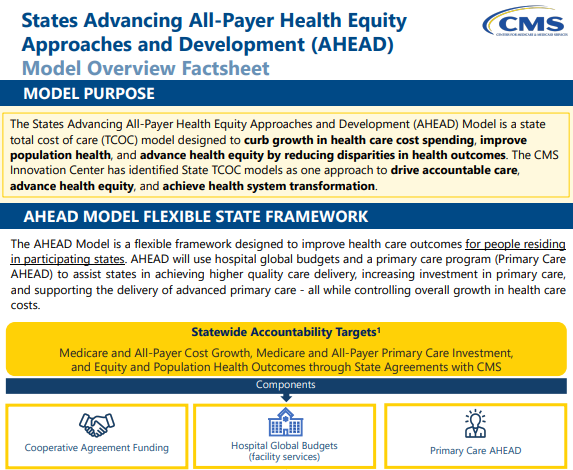 States Advancing All-Payer Health Equity
Approaches and Development (AHEAD)
Model Overview Factsheet
CMS
CENTERS FOR MEDICARE & MEDICAID SERVICES
MODEL PURPOSE
The States Advancing All-Payer Health Equity Approaches and Development (AHEAD) Model is a state
total cost of care (TCOC) model designed to curb growth in health care cost spending, improve
population health, and advance health equity by reducing disparities in health outcomes. The CMS
Innovation Center has identified State TCOC models as one approach to drive accountable care,
advance health equity, and achieve health system transformation.
AHEAD MODEL FLEXIBLE STATE FRAMEWORK
The AHEAD Model is a flexible framework designed to improve health care outcomes for people residing
in participating states. AHEAD will use hospital global budgets and a primary care program (Primary Care
AHEAD) to assist states in achieving higher quality care delivery, increasing investment in primary care,
and supporting the delivery of advanced primary care - all while controlling overall growth in health care
costs.
Statewide Accountability Targets¹
Medicare and All-Payer Cost Growth, Medicare and All-Payer Primary Care Investment,
and Equity and Population Health Outcomes through State Agreements with CMS
Components
Cooperative Agreement Funding
Hospital Global Budgets
(facility services)
Primary Care AHEAD